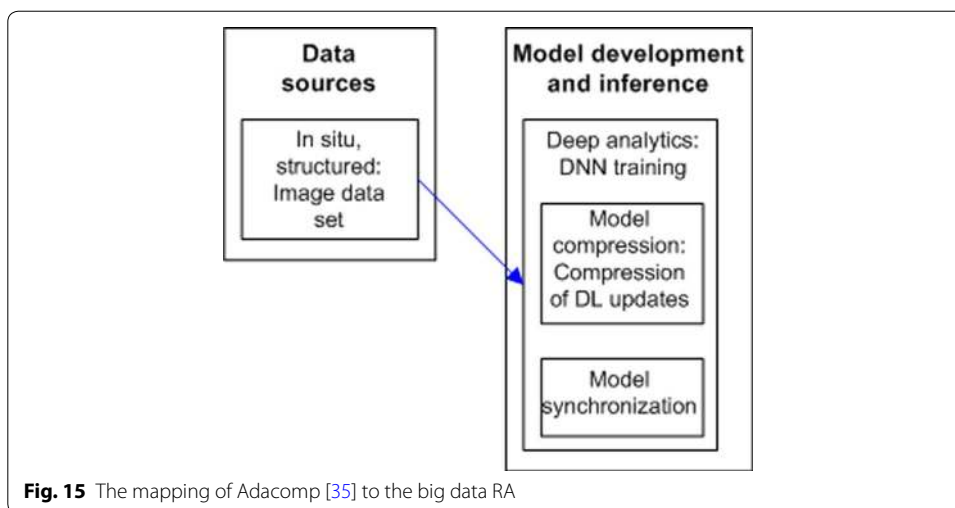 Data
sources
In situ,
structured:
Image data
set
Model development
and inference
Deep analytics:
DNN training
Model
compression:
Compression
of DL updates
Model
synchronization
Fig. 15 The mapping of Adacomp [35] to the big data RA